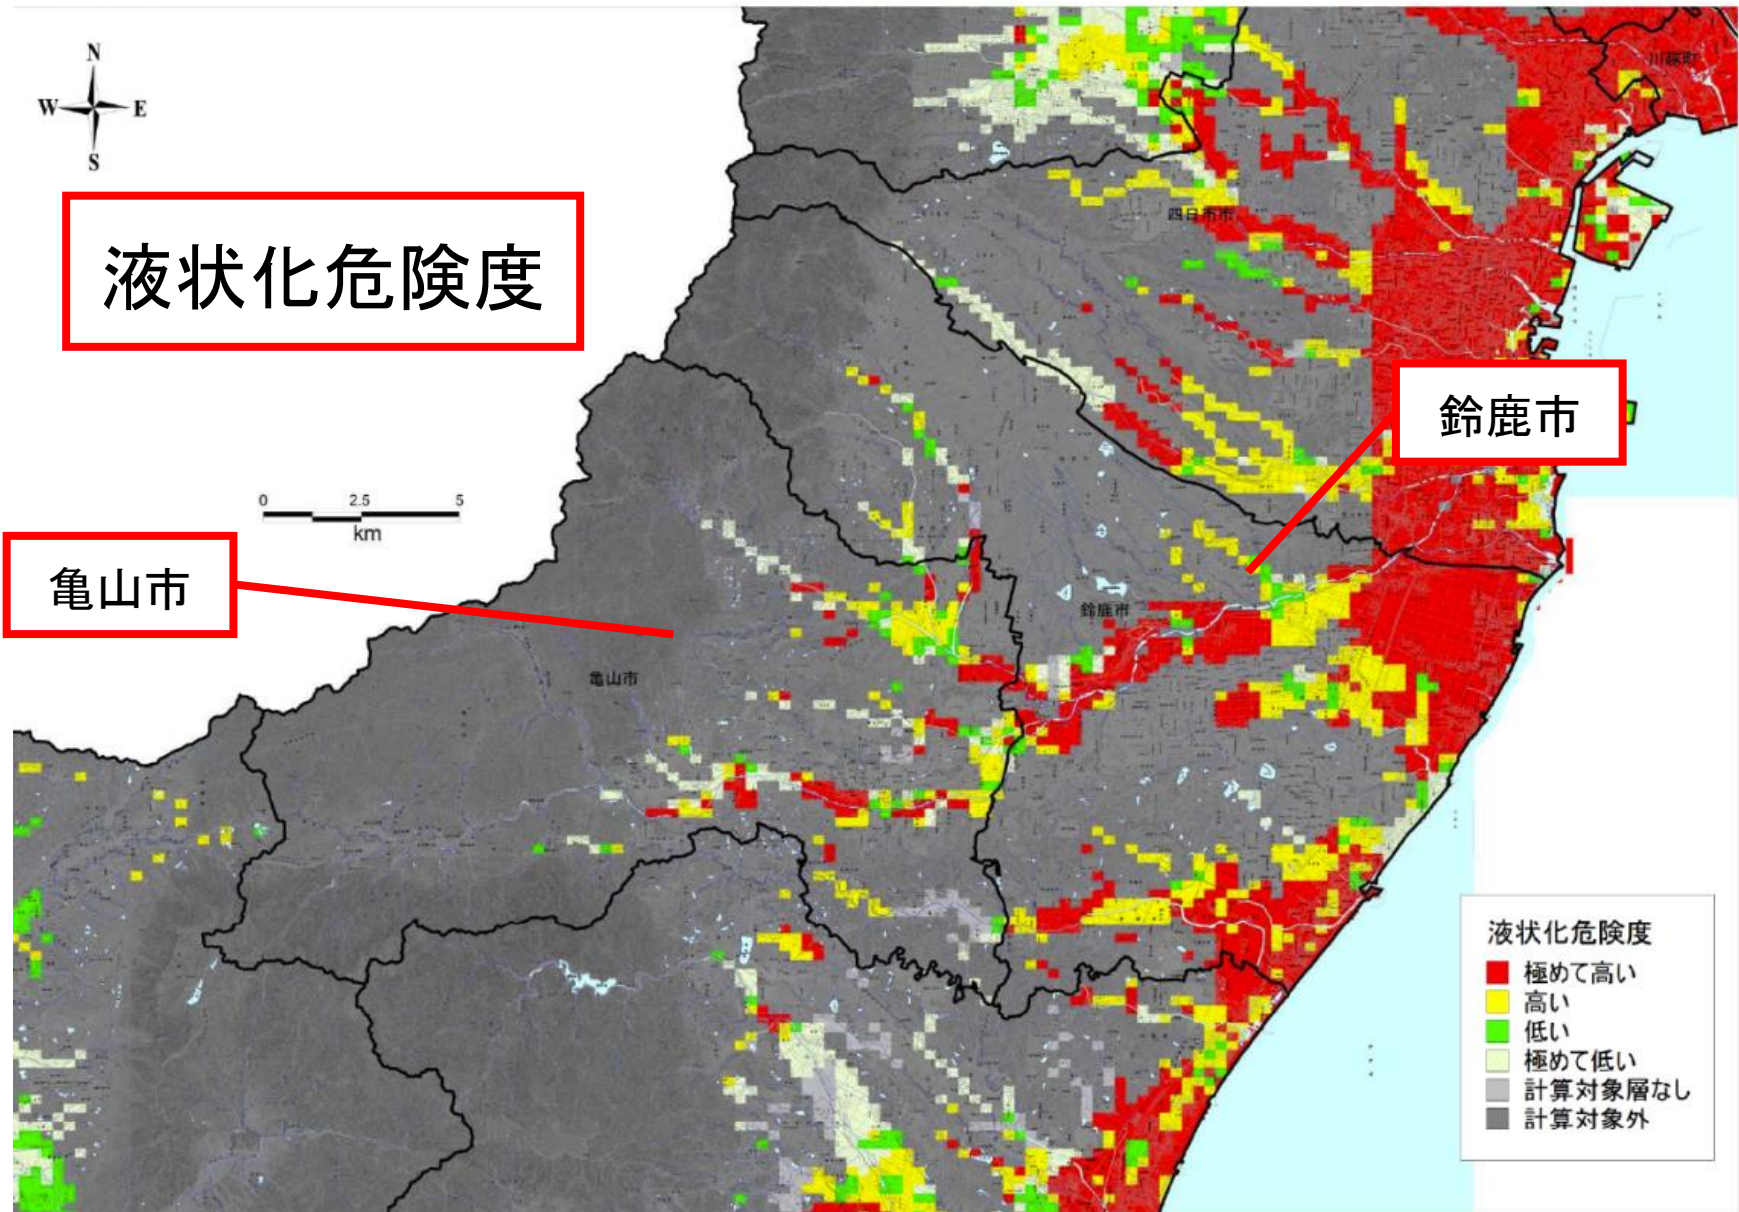 N
W E
S
液状化危険度
川越町
四日市市
鈴鹿市
0 2.5 5
km
亀山市
鈴鹿市
亀山市
液状化危険度
極めて高い
高い
低い
極めて低い
計算対象層なし
計算対象外